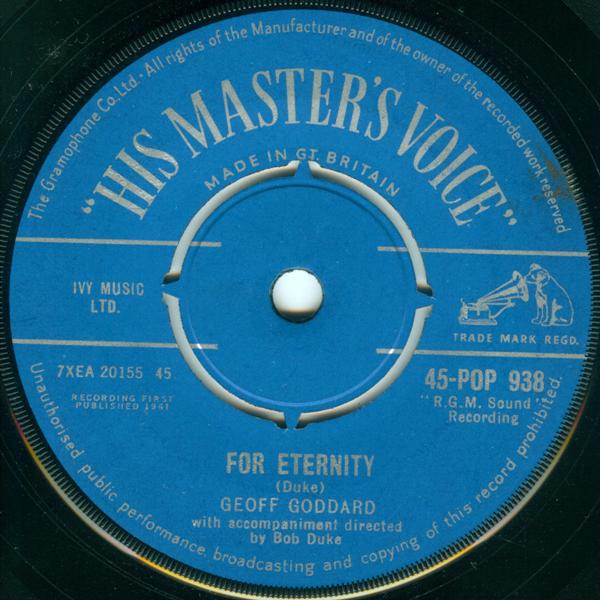 The Gramophone Co. Ltd. · All rights of the Manufacturer and of the owner of the recorded work reserved
"HIS MASTER'S VOICE"
MADE IN GT. BRITAIN
IVY MUSIC
LTD.
TRADE MARK REGD.
7XEA 20155 45
RECORDING FIRST
PUBLISHED 1961
45-POP 938
"R.G.M. Sound"
Recording
FOR ETERNITY
(Duke)
GEOFF GODDARD
with accompaniment directed
by Bob Duke
Unauthorised public performance, broadcasting and copying of this record prohibited.